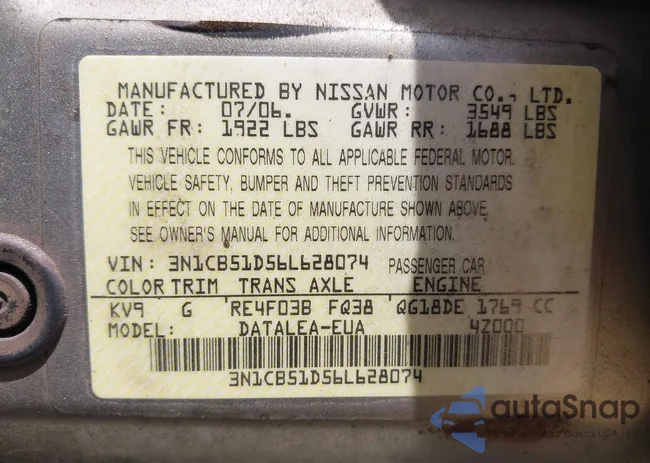 MANUFACTURED BY NISSAN MOTOR CO., LTD.
DATE: 07/06. GVWR: 3549 LBS
GAWR FR: 1922 LBS GAWR RR: 1688 LBS
THIS VEHICLE CONFORMS TO ALL APPLICABLE FEDERAL MOTOR
VEHICLE SAFETY, BUMPER AND THEFT PREVENTION STANDARDS
IN EFFECT ON THE DATE OF MANUFACTURE SHOWN ABOVE.
SEE OWNER'S MANUAL FOR ADDITIONAL INFORMATION.
VIN: 3N1CB51D56L628074 PASSENGER CAR
COLOR TRIM TRANS AXLE ENGINE
KV9 G RE4F03B FQ38 QG18DE 1769 CC
MODEL: DATALEA-EUA 4Z000
3N1CB51D56L628074
autaSnap